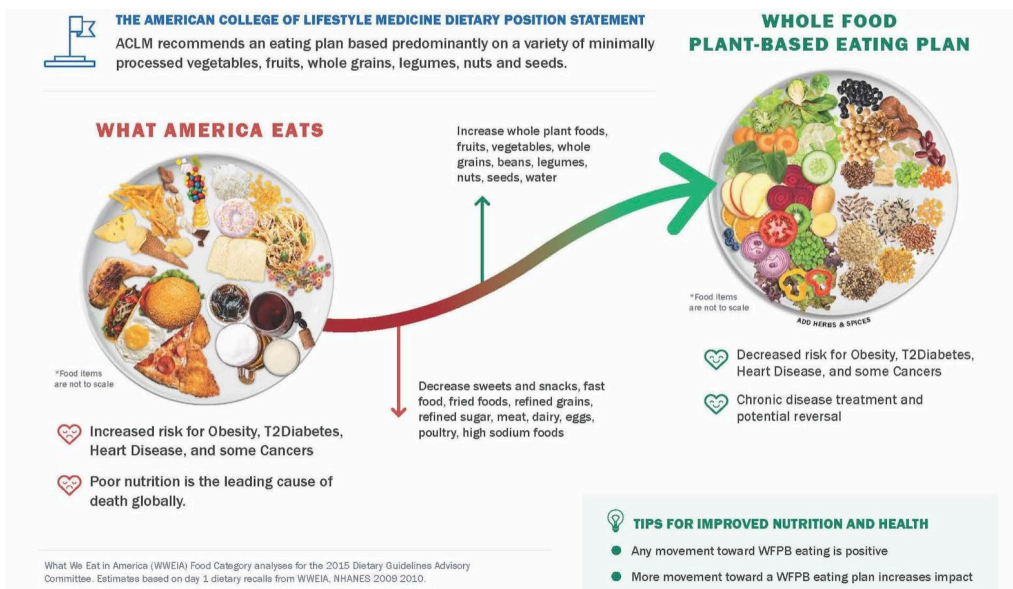 THE AMERICAN COLLEGE OF LIFESTYLE MEDICINE DIETARY POSITION STATEMENT
ACLM recommends an eating plan based predominantly on a variety of minimally
processed vegetables, fruits, whole grains, legumes, nuts and seeds.
WHOLE FOOD
PLANT-BASED EATING PLAN
WHAT AMERICA EATS
Increase whole plant foods,
fruits, vegetables, whole
grains, beans, legumes,
nuts, seeds, water
*Food items
are not to scale
ADD HERBS & SPICES
*Food items
are not to scale
Decrease sweets and snacks, fast
food, fried foods, refined grains,
refined sugar, meat, dairy, eggs,
poultry, high sodium foods
Decreased risk for Obesity, T2Diabetes,
Heart Disease, and some Cancers
Chronic disease treatment and
potential reversal
Increased risk for Obesity, T2Diabetes,
Heart Disease, and some Cancers
Poor nutrition is the leading cause of
death globally.
TIPS FOR IMPROVED NUTRITION AND HEALTH
Any movement toward WFPB eating is positive
More movement toward a WFPB eating plan increases impact
What We Eat in America (WWEIA) Food Category analyses for the 2015 Dietary Guidelines Advisory
Committee. Estimates based on day 1 dietary recalls from WWEIA, NHANES 2009 2010.